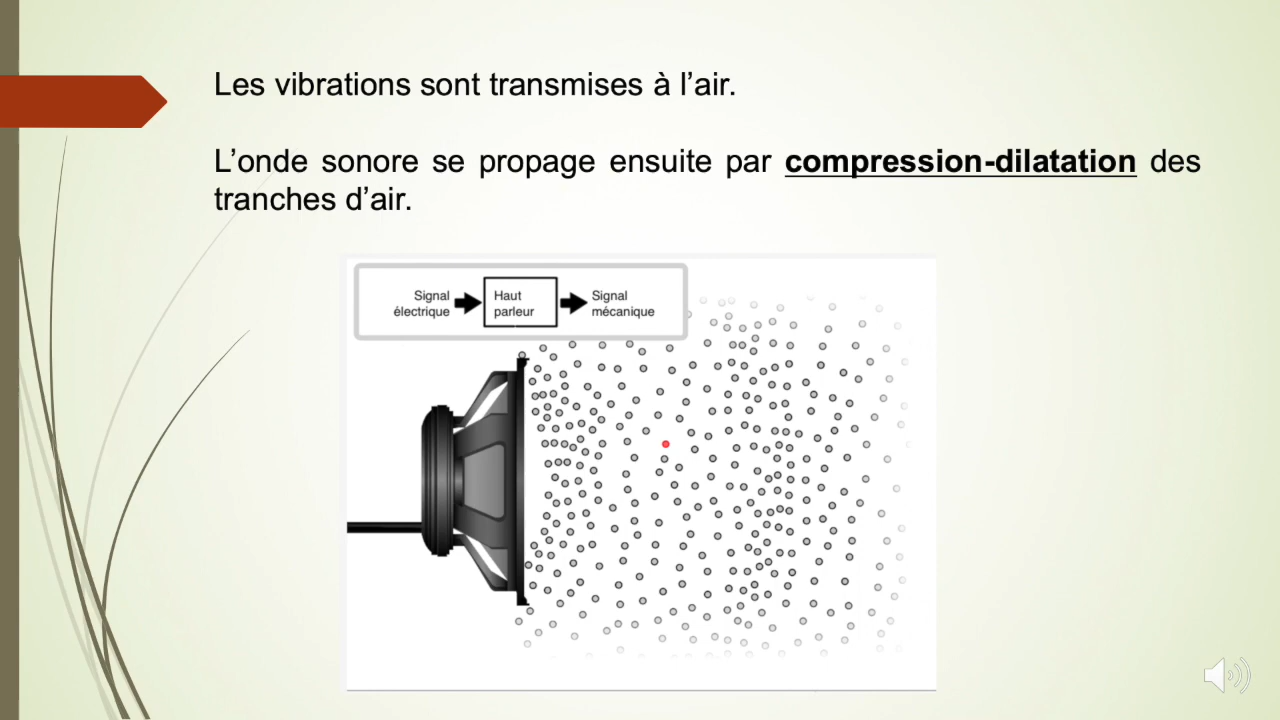 Les vibrations sont transmises à l’air.
L’onde sonore se propage ensuite par compression-dilatation des
tranches d’air.
Signal
électrique
Haut
parleur
Signal
mécanique